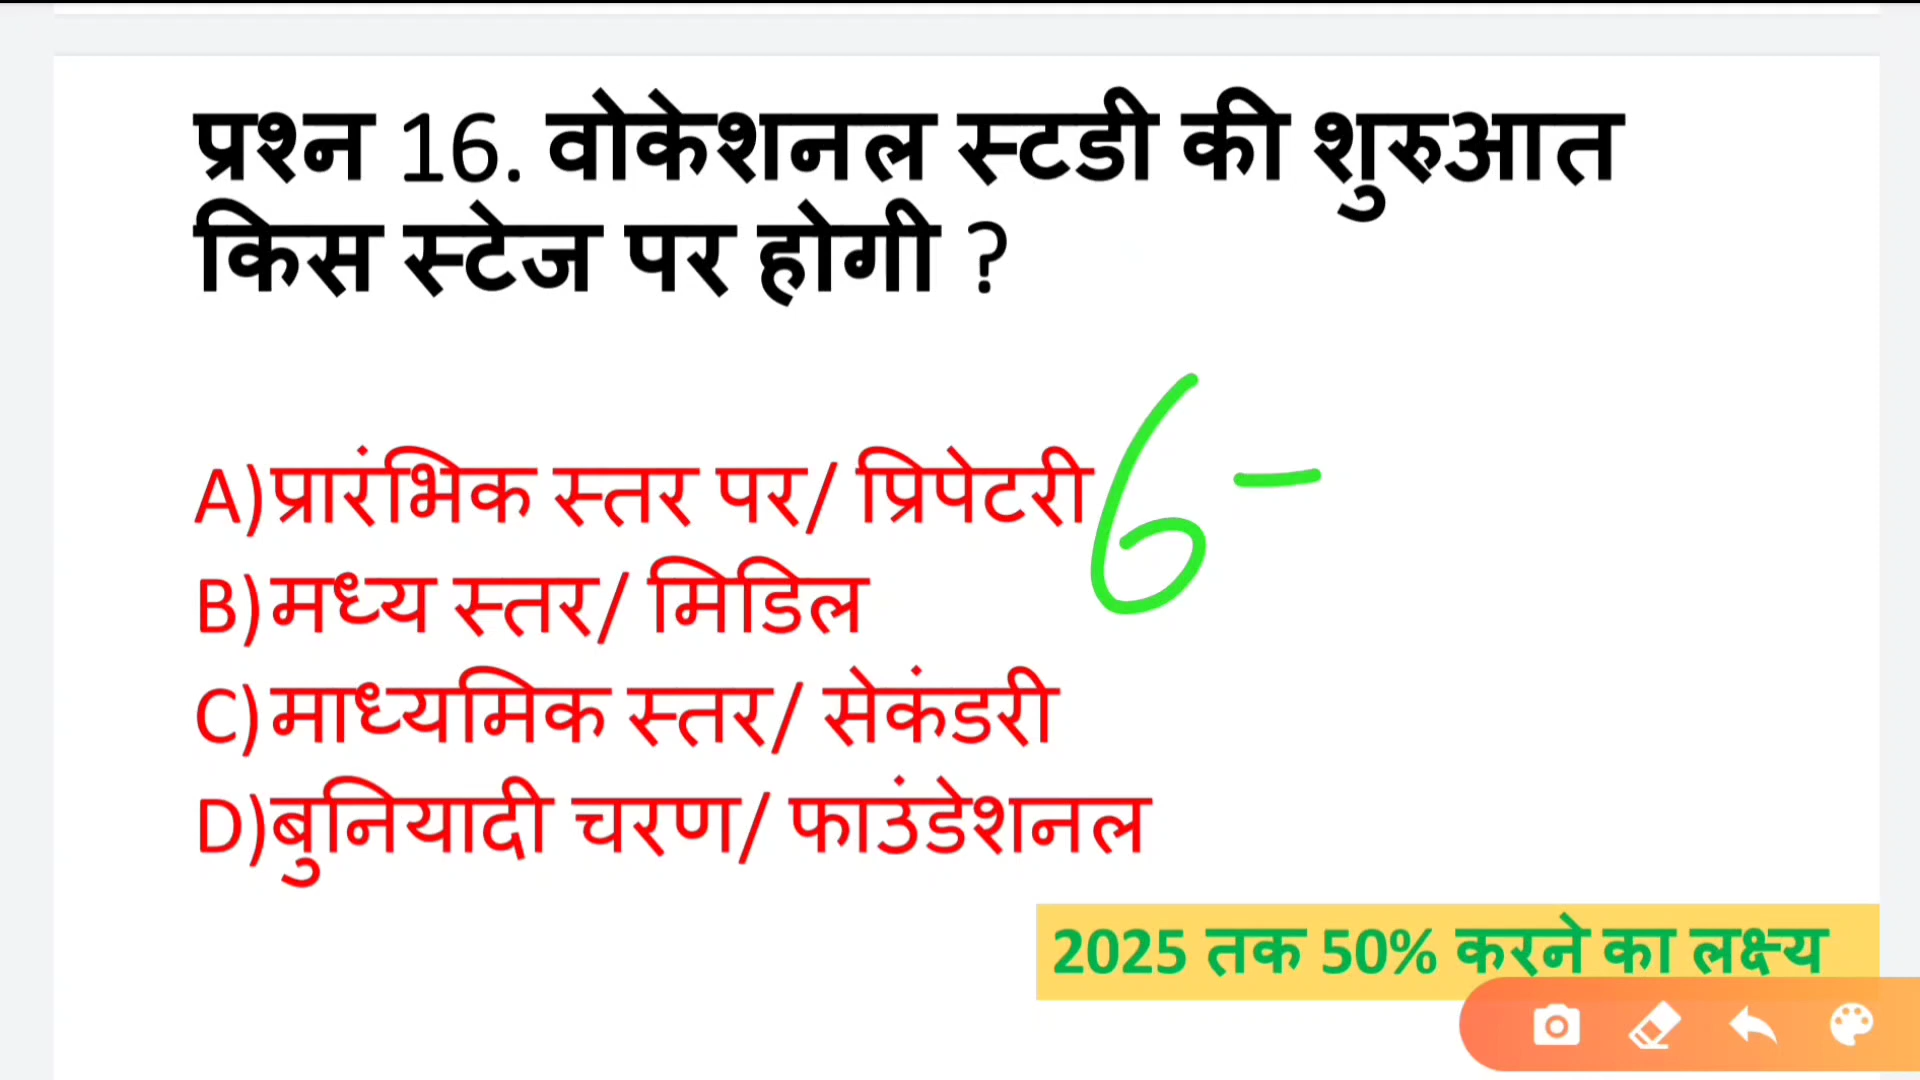 प्रश्न 16. वोकेशनल स्टडी की शुरुआत
किस स्टेज पर होगी ?
A)प्रारंभिक स्तर पर/ प्रिपेटरी
6 –
B)मध्य स्तर/ मिडिल
C)माध्यमिक स्तर/ सेकंडरी
D)बुनियादी चरण/ फाउंडेशनल
2025 तक 50% करने का लक्ष्य